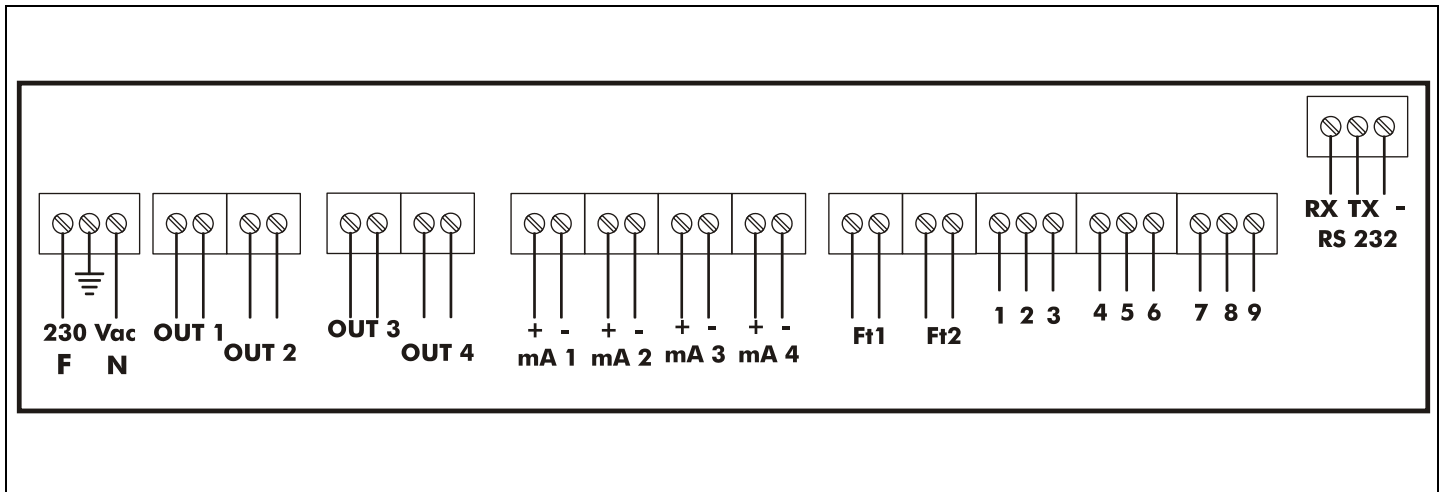 RX TX -
RS 232
230 Vac
F N
OUT 1
OUT 2
OUT 3
OUT 4
+ -
mA 1
+ -
mA 2
+ -
mA 3
+ -
mA 4
Ft1
Ft2
1 2 3
4 5 6
7 8 9